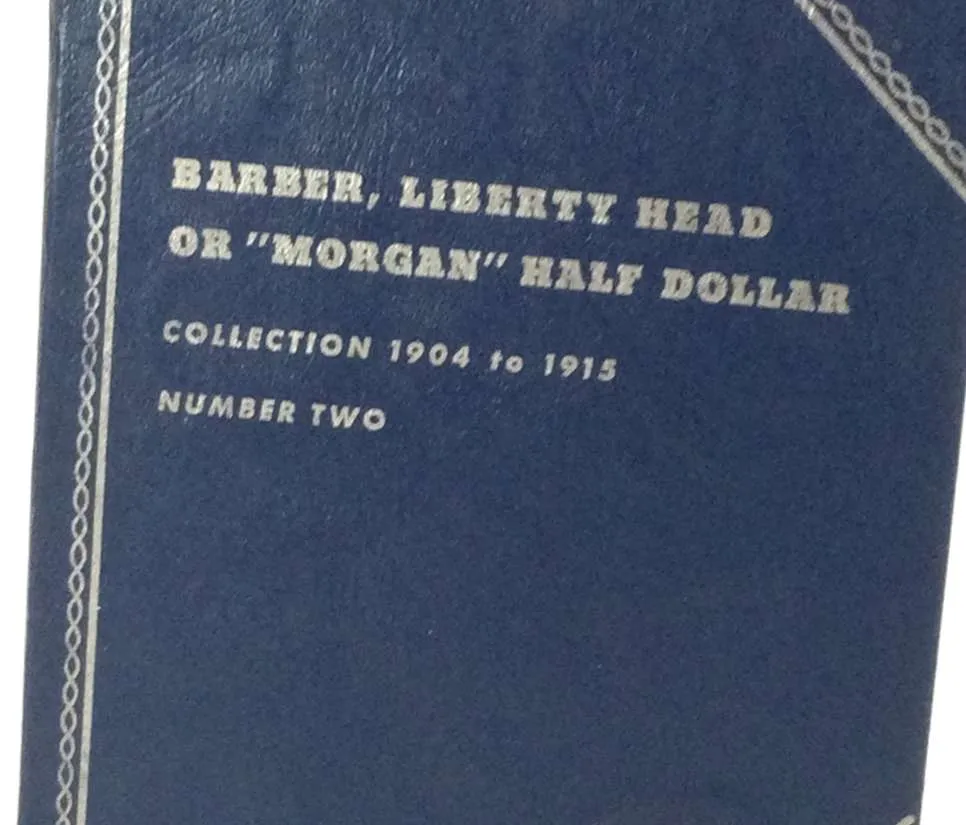 BARBER, LIBERTY HEAD
OR "MORGAN" HALF DOLLAR
COLLECTION 1904 to 1915
NUMBER TWO